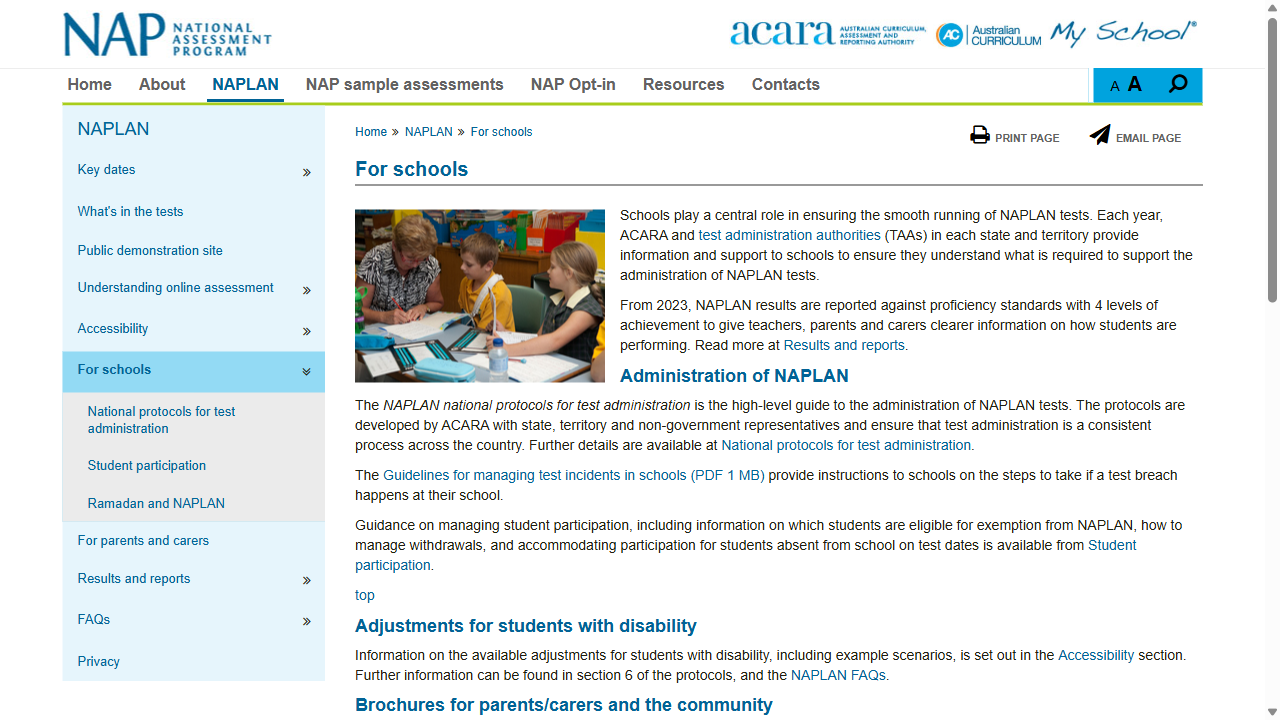 NAP NATIONAL ASSESSMENT PROGRAM
acara AUSTRALIAN CURRICULUM, ASSESSMENT AND REPORTING AUTHORITY
AC Australian CURRICULUM
My School®
Home About NAPLAN NAP sample assessments NAP Opt-in Resources Contacts
A A
NAPLAN
Key dates
What's in the tests
Public demonstration site
Understanding online assessment
Accessibility
For schools
National protocols for test
administration
Student participation
Ramadan and NAPLAN
For parents and carers
Results and reports
FAQs
Privacy
Home » NAPLAN » For schools
PRINT PAGE EMAIL PAGE
For schools
Schools play a central role in ensuring the smooth running of NAPLAN tests. Each year,
ACARA and test administration authorities (TAAs) in each state and territory provide
information and support to schools to ensure they understand what is required to support the
administration of NAPLAN tests.
From 2023, NAPLAN results are reported against proficiency standards with 4 levels of
achievement to give teachers, parents and carers clearer information on how students are
performing. Read more at Results and reports.
Administration of NAPLAN
The NAPLAN national protocols for test administration is the high-level guide to the administration of NAPLAN tests. The protocols are
developed by ACARA with state, territory and non-government representatives and ensure that test administration is a consistent
process across the country. Further details are available at National protocols for test administration.
The Guidelines for managing test incidents in schools (PDF 1 MB) provide instructions to schools on the steps to take if a test breach
happens at their school.
Guidance on managing student participation, including information on which students are eligible for exemption from NAPLAN, how to
manage withdrawals, and accommodating participation for students absent from school on test dates is available from Student
participation.
top
Adjustments for students with disability
Information on the available adjustments for students with disability, including example scenarios, is set out in the Accessibility section.
Further information can be found in section 6 of the protocols, and the NAPLAN FAQs.
Brochures for parents/carers and the community